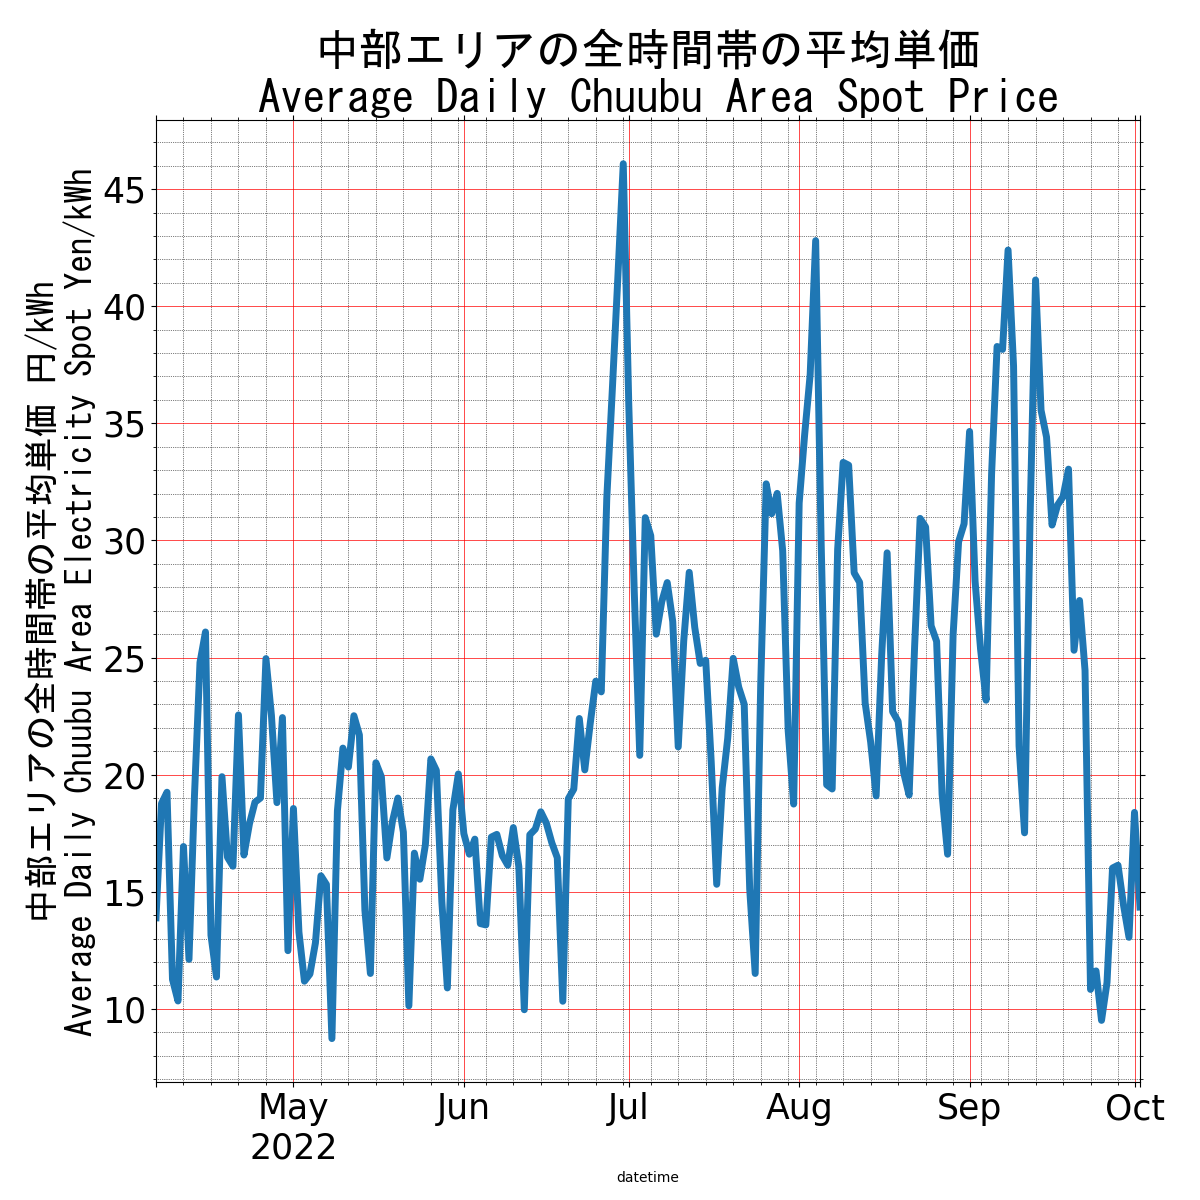 中部エリアの全時間帯の平均単価
Average Daily Chuubu Area Spot Price
中部エリアの全時間帯の平均単価 円/kWh
Average Daily Chuubu Area Electricity Spot Yen/kWh
45
40
35
30
25
20
15
10
May
2022
Jun
Jul
Aug
Sep
Oct
datetime